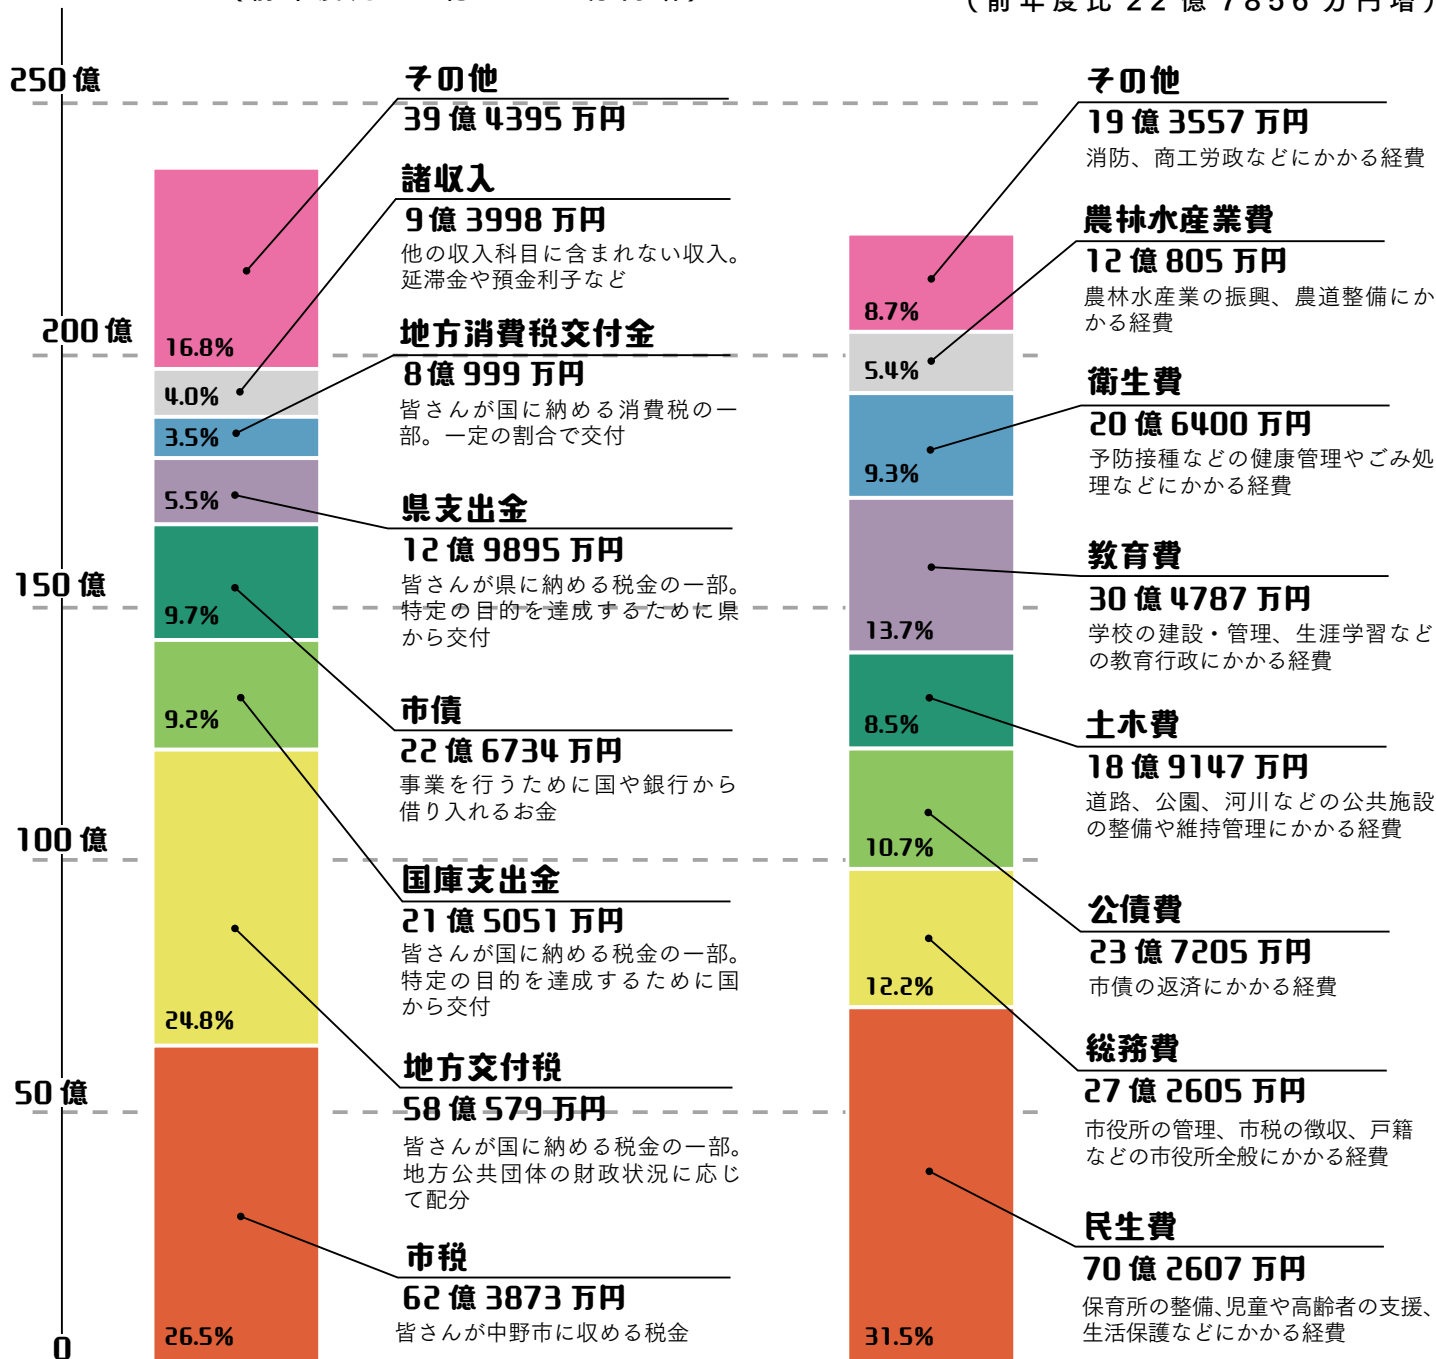 (前年度比 22 億 7856 万円増)
250 億
200 億
150 億
100 億
50 億
0
16.8%
4.0%
3.5%
5.5%
9.7%
9.2%
24.8%
26.5%
その他
39 億 4395 万円
諸収入
9 億 3998 万円
他の収入科目に含まれない収入。
延滞金や預金利子など
地方消費税交付金
8 億 999 万円
皆さんが国に納める消費税の一
部。一定の割合で交付
県支出金
12 億 9895 万円
皆さんが県に納める税金の一部。
特定の目的を達成するために県
から交付
市債
22 億 6734 万円
事業を行うために国や銀行から
借り入れるお金
国庫支出金
21 億 5051 万円
皆さんが国に納める税金の一部。
特定の目的を達成するために国
から交付
地方交付税
58 億 579 万円
皆さんが国に納める税金の一部。
地方公共団体の財政状況に応じ
て配分
市税
62 億 3873 万円
皆さんが中野市に収める税金
8.7%
5.4%
9.3%
13.7%
8.5%
10.7%
12.2%
31.5%
その他
19 億 3557 万円
消防、商工労政などにかかる経費
農林水産業費
12 億 805 万円
農林水産業の振興、農道整備にか
かる経費
衛生費
20 億 6400 万円
予防接種などの健康管理やごみ処
理などにかかる経費
教育費
30 億 4787 万円
学校の建設・管理、生涯学習など
の教育行政にかかる経費
土木費
18 億 9147 万円
道路、公園、河川などの公共施設
の整備や維持管理にかかる経費
公債費
23 億 7205 万円
市債の返済にかかる経費
総務費
27 億 2605 万円
市役所の管理、市税の徴収、戸籍
などの市役所全般にかかる経費
民生費
70 億 2607 万円
保育所の整備、児童や高齢者の支援、
生活保護などにかかる経費